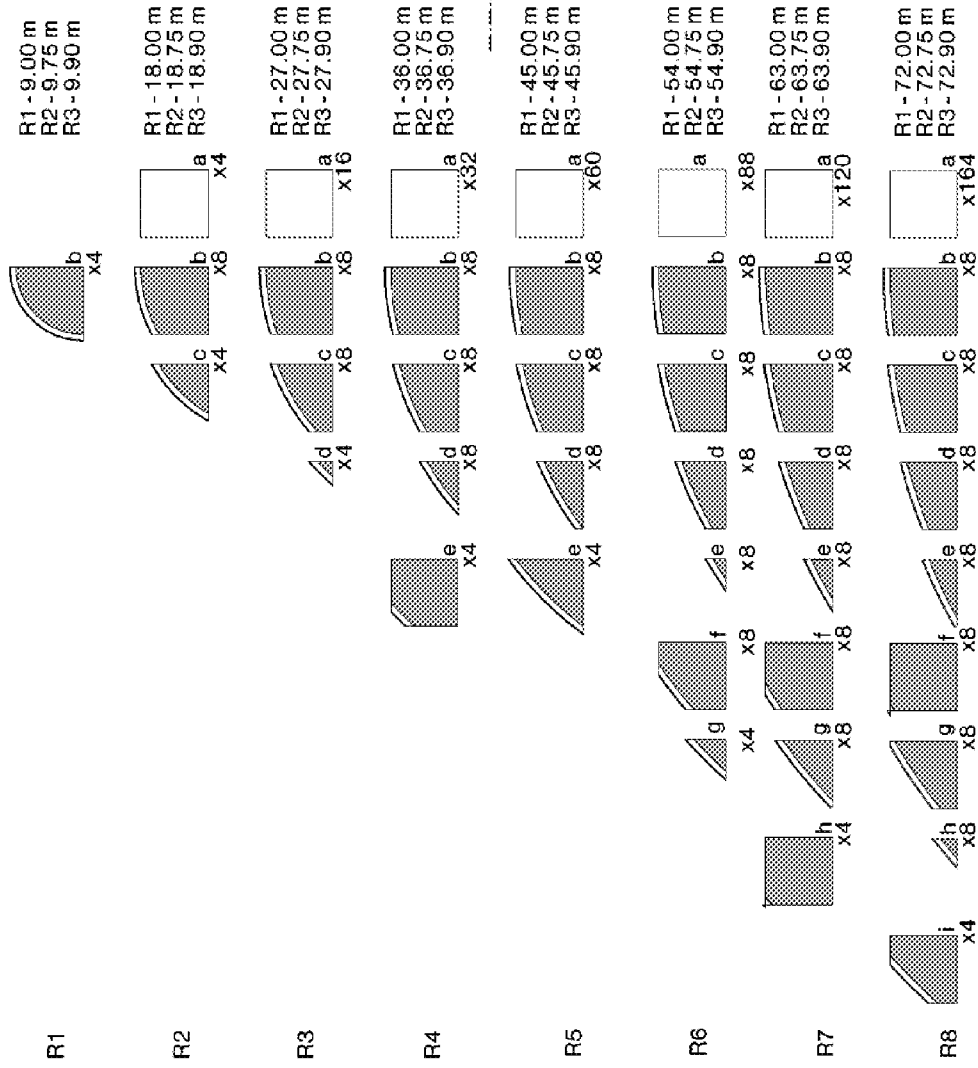 R1
b
x4
R1 - 9.00 m
R2 - 9.75 m
R3 - 9.90 m
R2
c b a
x4 x8 x4
R1 - 18.00 m
R2 - 18.75 m
R3 - 18.90 m
R3
d c b a
x4 x8 x8 x16
R1 - 27.00 m
R2 - 27.75 m
R3 - 27.90 m
R4
e d c b a
x4 x8 x8 x8 x32
R1 - 36.00 m
R2 - 36.75 m
R3 - 36.90 m
R5
e d c b a
x4 x8 x8 x8 x60
R1 - 45.00 m
R2 - 45.75 m
R3 - 45.90 m
R6
g f e d c b a
x4 x8 x8 x8 x8 x8 x88
R1 - 54.00 m
R2 - 54.75 m
R3 - 54.90 m
R7
h g f e d c b a
x4 x8 x8 x8 x8 x8 x8 x120
R1 - 63.00 m
R2 - 63.75 m
R3 - 63.90 m
R8
i h g f e d c b a
x4 x8 x8 x8 x8 x8 x8 x8 x164
R1 - 72.00 m
R2 - 72.75 m
R3 - 72.90 m